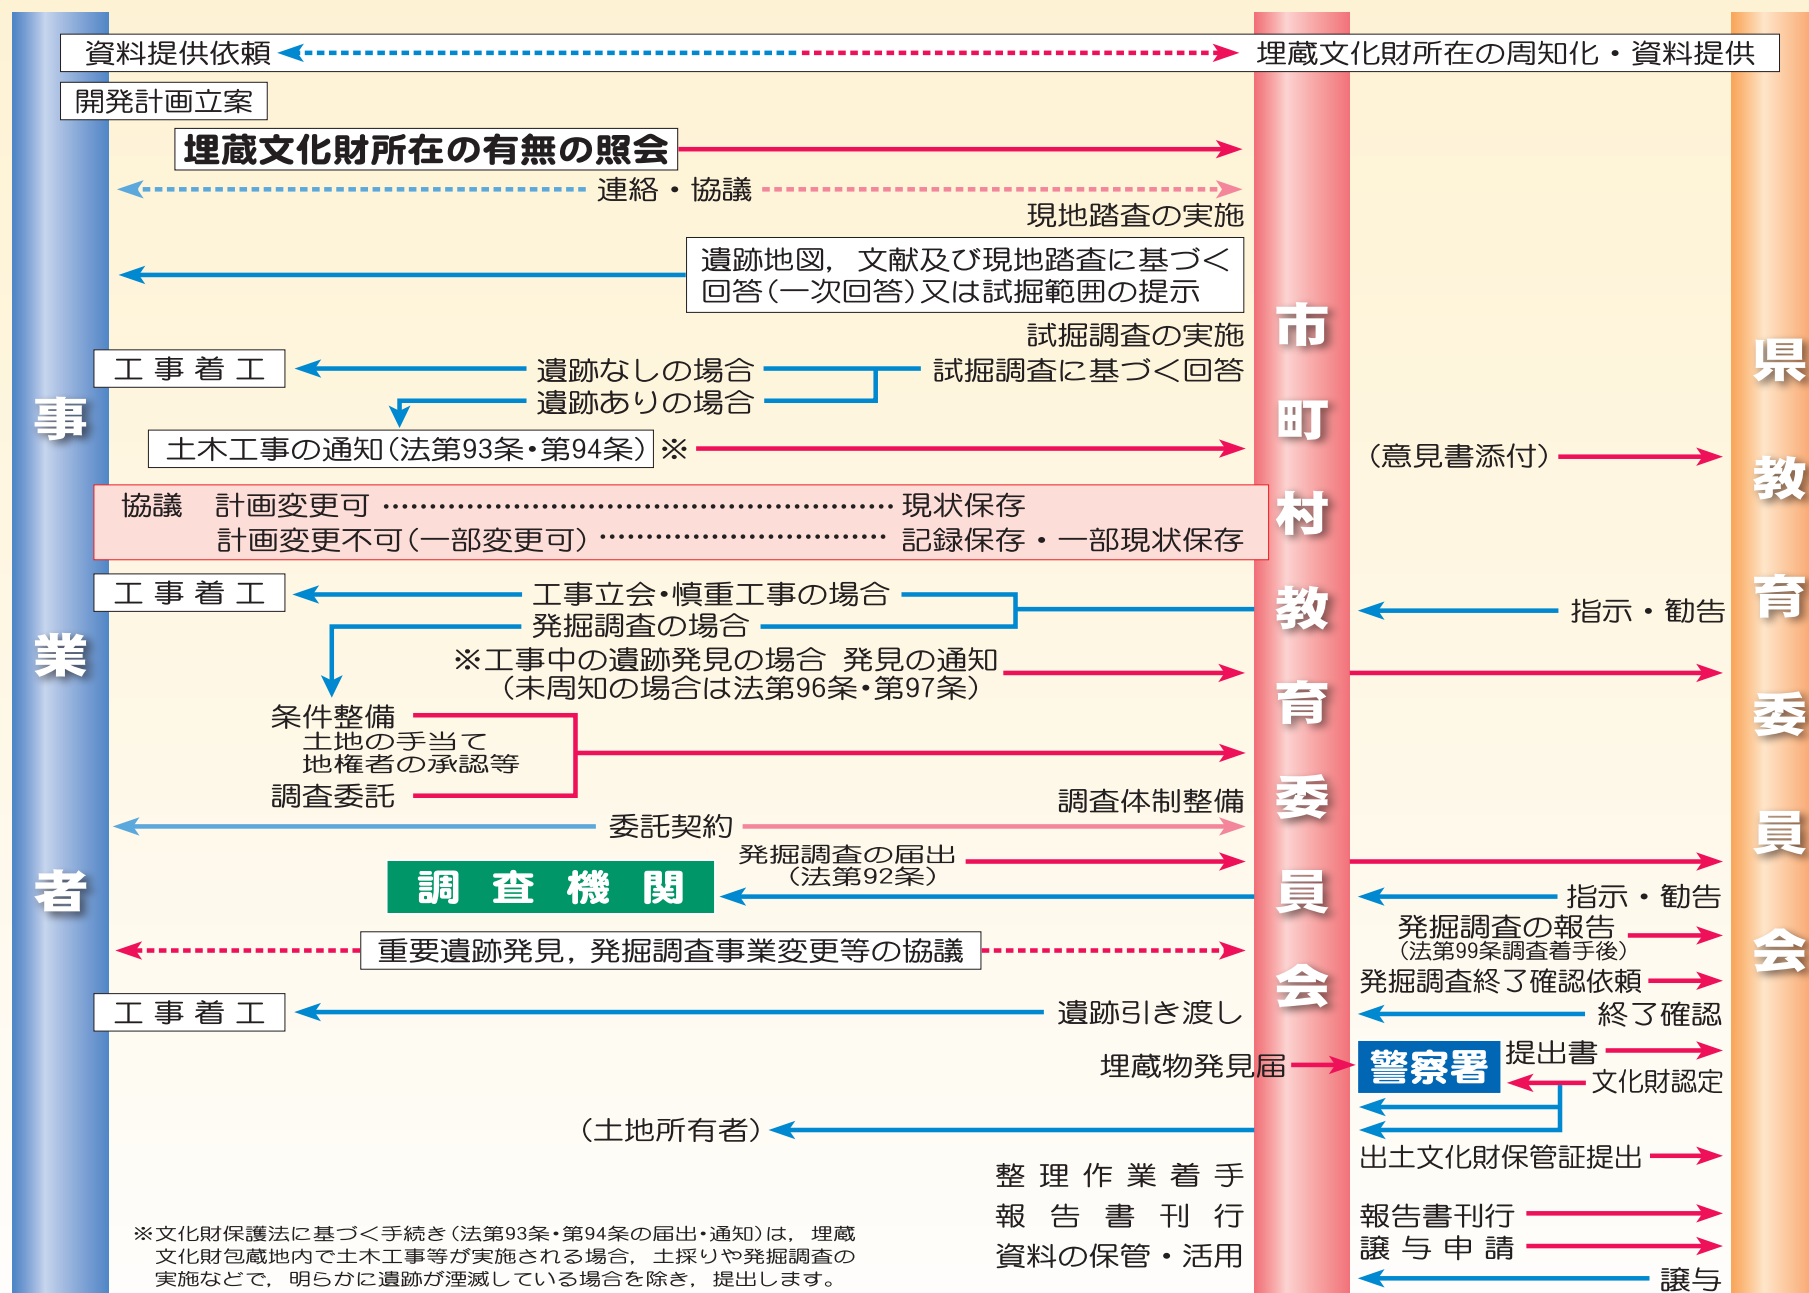 資料提供依頼
埋蔵文化財所在の周知化・資料提供
開発計画立案
埋蔵文化財所在の有無の照会
連絡・協議
現地踏査の実施
遺跡地図，文献及び現地踏査に基づく
回答（一次回答）又は試掘範囲の提示
試掘調査の実施
工事着工
遺跡なしの場合
試掘調査に基づく回答
遺跡ありの場合
土木工事の通知（法第93条・第94条）※
（意見書添付）
協議　計画変更可 …………………………………………… 現状保存
計画変更不可（一部変更可）………………………… 記録保存・一部現状保存
工事着工
工事立会・慎重工事の場合
指示・勧告
発掘調査の場合
※工事中の遺跡発見の場合 発見の通知
（未周知の場合は法第96条・第97条）
条件整備
土地の手当て
地権者の承認等
調査委託
調査体制整備
委託契約
発掘調査の届出
（法第92条）
調査機関
指示・勧告
発掘調査の報告
（法第99条調査着手後）
重要遺跡発見，発掘調査事業変更等の協議
発掘調査終了確認依頼
工事着工
遺跡引き渡し
終了確認
埋蔵物発見届
警察署
提出書
文化財認定
（土地所有者）
出土文化財保管証提出
整理作業着手
報告書刊行
報告書刊行
資料の保管・活用
譲与申請
譲与
※文化財保護法に基づく手続き（法第93条・第94条の届出・通知）は，埋蔵
文化財包蔵地内で土木工事等が実施される場合，土採りや発掘調査の
実施などで，明らかに遺跡が湮滅している場合を除き，提出します。
事業者
市町村教育委員会
県教育委員会